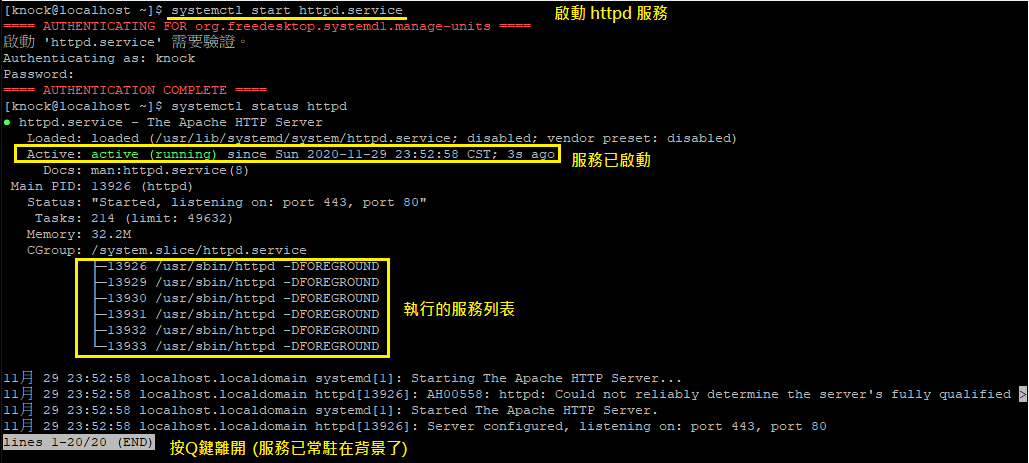 [knock@localhost ~]$ systemctl start httpd.service
啟動 httpd 服務
==== AUTHENTICATING FOR org.freedesktop.systemd1.manage-units ====
啟動 'httpd.service' 需要驗證。
Authenticating as: knock
Password:
==== AUTHENTICATION COMPLETE ====
[knock@localhost ~]$ systemctl status httpd
● httpd.service - The Apache HTTP Server
Loaded: loaded (/usr/lib/systemd/system/httpd.service; disabled; vendor preset: disabled)
Active: active (running) since Sun 2020-11-29 23:52:58 CST; 3s ago
服務已啟動
Docs: man:httpd.service(8)
Main PID: 13926 (httpd)
Status: "Started, listening on: port 443, port 80"
Tasks: 214 (limit: 49632)
Memory: 32.2M
CGroup: /system.slice/httpd.service
├─13926 /usr/sbin/httpd -DFOREGROUND
├─13929 /usr/sbin/httpd -DFOREGROUND
├─13930 /usr/sbin/httpd -DFOREGROUND
├─13931 /usr/sbin/httpd -DFOREGROUND
├─13932 /usr/sbin/httpd -DFOREGROUND
└─13933 /usr/sbin/httpd -DFOREGROUND
執行的服務列表
11月 29 23:52:58 localhost.localdomain systemd[1]: Starting The Apache HTTP Server...
11月 29 23:52:58 localhost.localdomain httpd[13926]: AH00558: httpd: Could not reliably determine the server's fully qualified >
11月 29 23:52:58 localhost.localdomain systemd[1]: Started The Apache HTTP Server.
11月 29 23:52:58 localhost.localdomain httpd[13926]: Server configured, listening on: port 443, port 80
lines 1-20/20 (END)
按Q鍵離開 (服務已常駐在背景了)